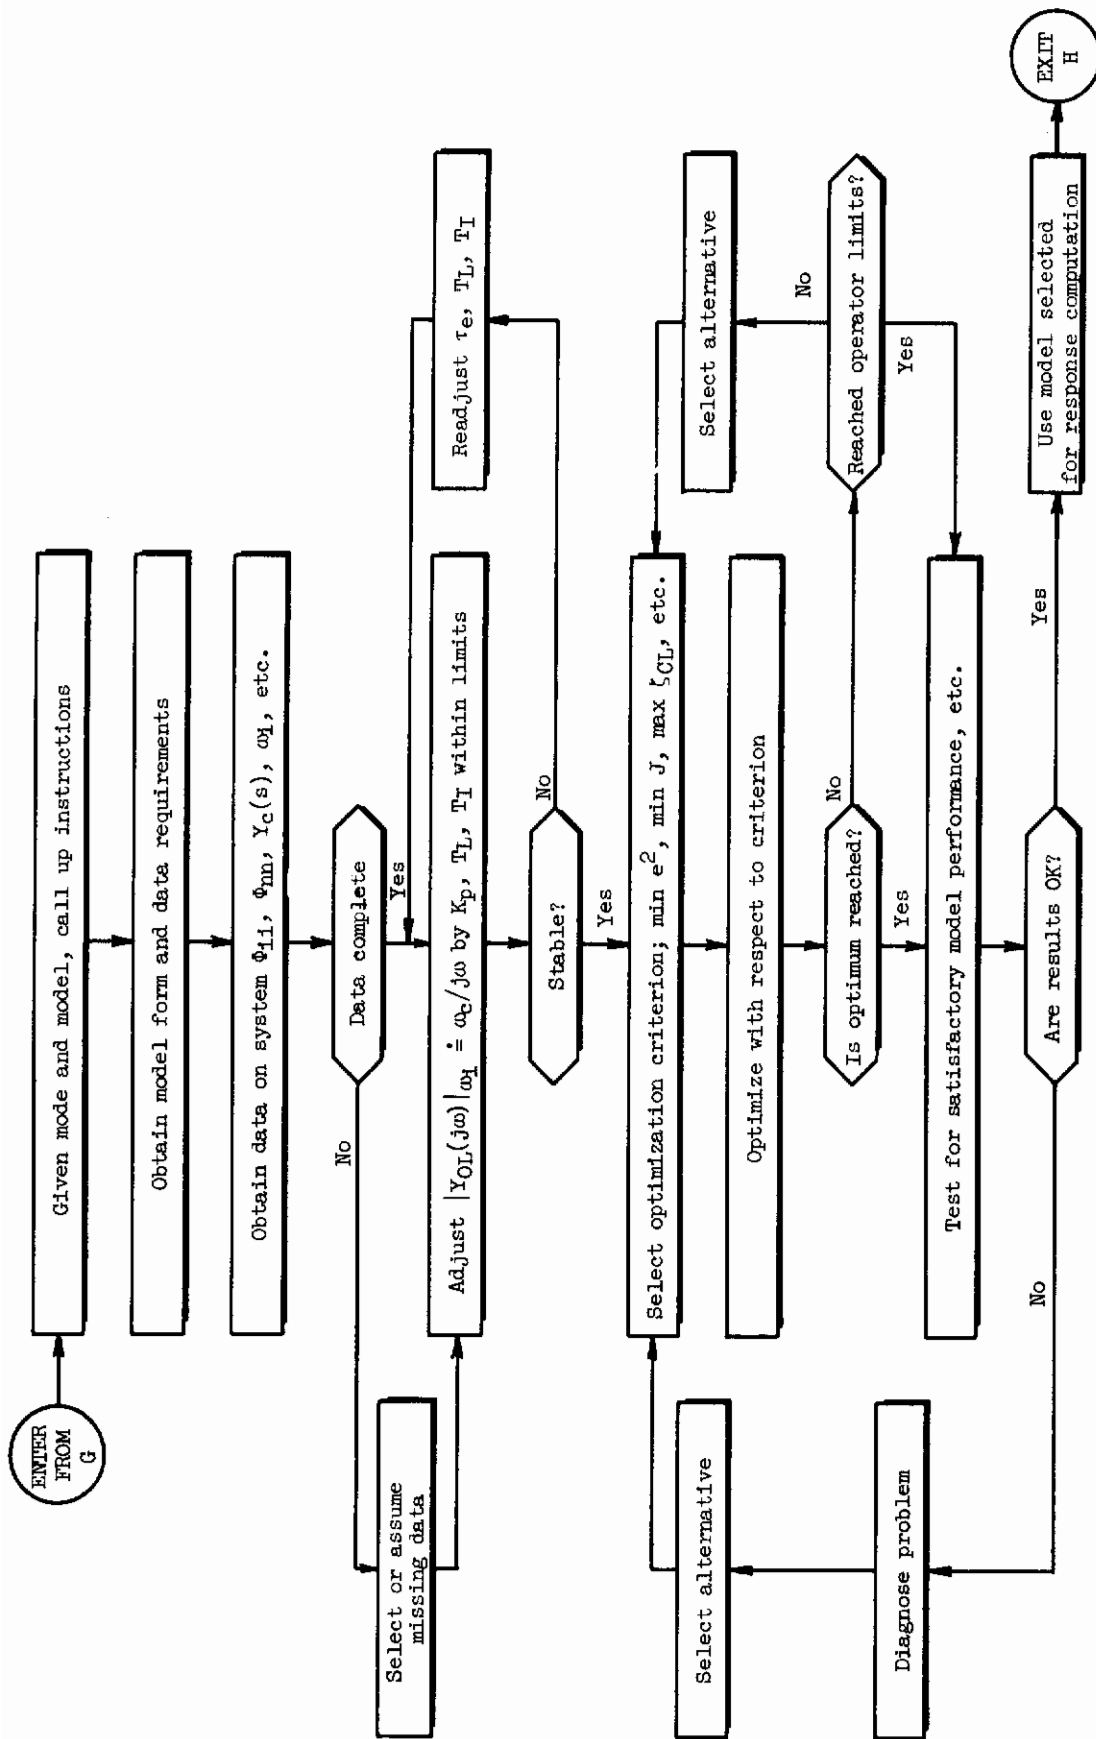 ENTER
FROM
G
Given mode and model, call up instructions
Obtain model form and data requirements
Obtain data on system Φii, Φnn, Yc(s), ωi, etc.
Data complete
No
Yes
Select or assume
missing data
Adjust |YOL(jω)|ωi ≐ ωc/jω by Kp, TL, TI within limits
Readjust τe, TL, TI
Stable?
No
Yes
Select optimization criterion; min e², min J, max ζCL, etc.
Select alternative
Select alternative
Optimize with respect to criterion
Is optimum reached?
No
Yes
Reached operator limits?
No
Yes
Test for satisfactory model performance, etc.
Diagnose problem
Are results OK?
No
Yes
Use model selected
for response computation
EXIT
H